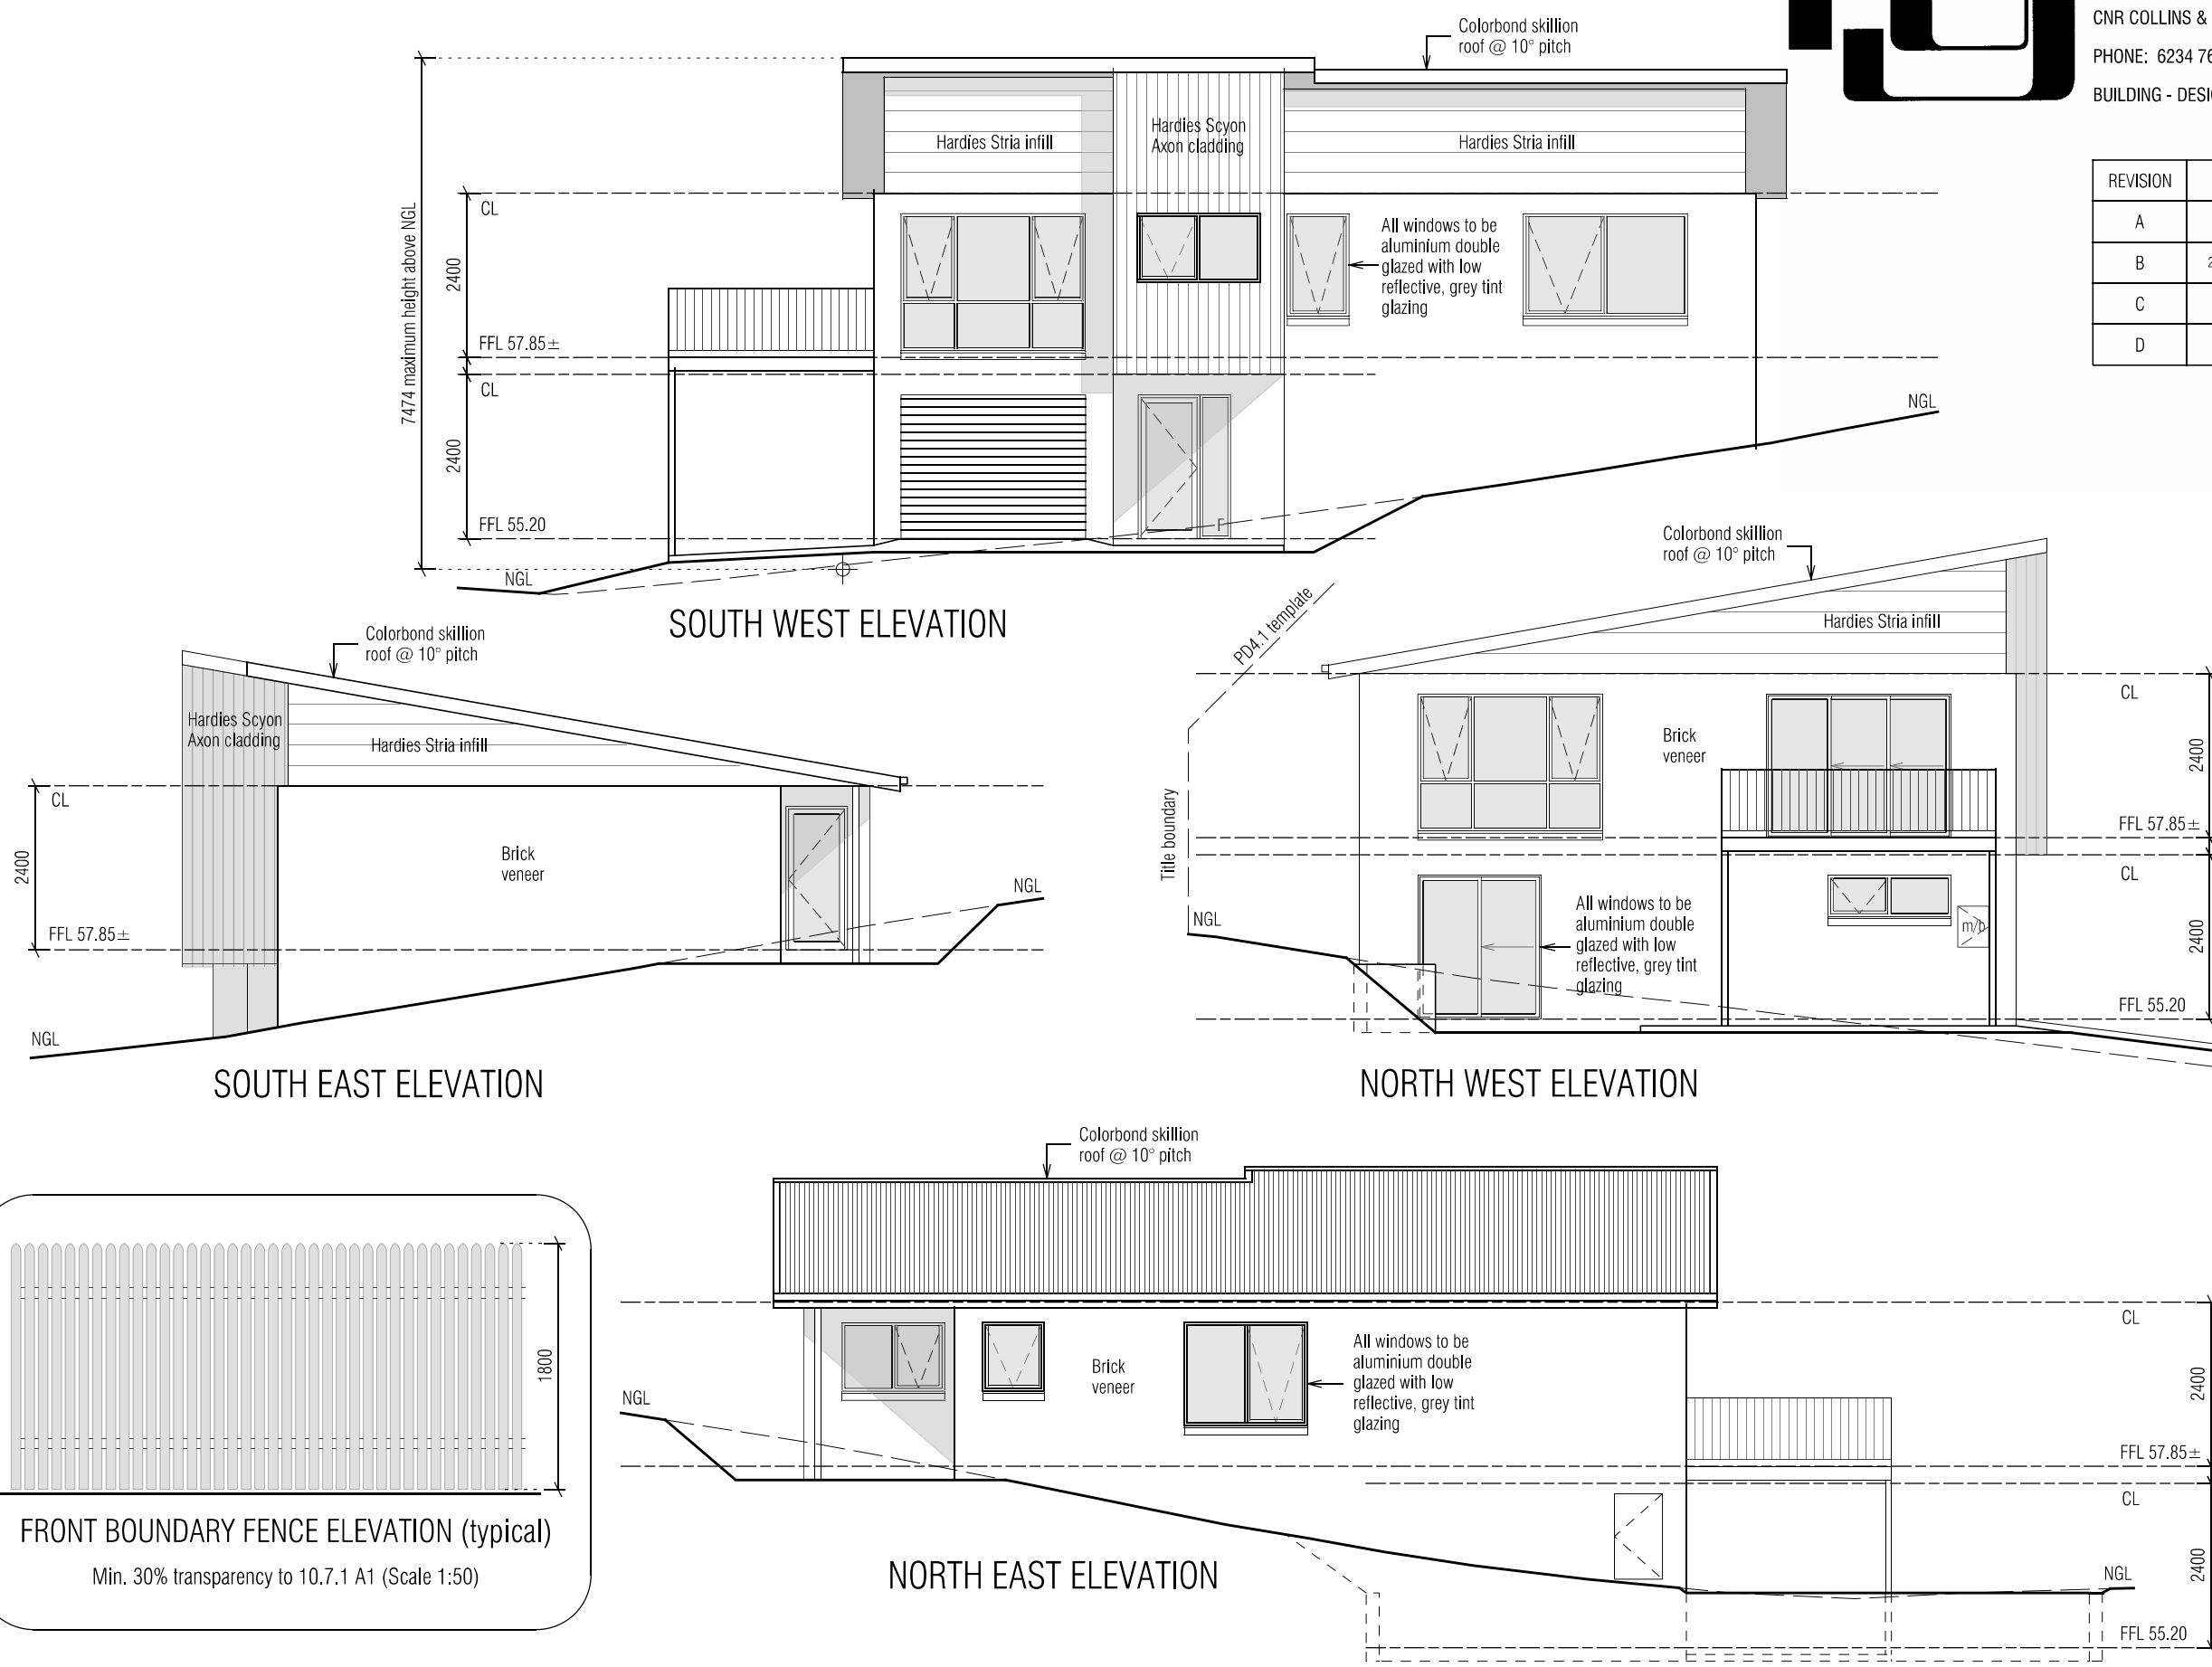 CNR COLLINS &
PHONE: 6234 76
BUILDING - DESI
REVISION
A
B
2
C
D
Colorbond skillion
roof @ 10° pitch
Hardies Stria infill
Hardies Scyon
Axon cladding
Hardies Stria infill
7474 maximum height above NGL
CL
2400
FFL 57.85±
CL
2400
FFL 55.20
NGL
All windows to be
aluminium double
glazed with low
reflective, grey tint
glazing
F
NGL
SOUTH WEST ELEVATION
Colorbond skillion
roof @ 10° pitch
Hardies Scyon
Axon cladding
Hardies Stria infill
CL
2400
FFL 57.85±
Brick
veneer
NGL
NGL
SOUTH EAST ELEVATION
Colorbond skillion
roof @ 10° pitch
PD4.1 template
Hardies Stria infill
Title boundary
Brick
veneer
CL
2400
FFL 57.85±
CL
2400
FFL 55.20
NGL
All windows to be
aluminium double
glazed with low
reflective, grey tint
glazing
m/b
NORTH WEST ELEVATION
1800
FRONT BOUNDARY FENCE ELEVATION (typical)
Min. 30% transparency to 10.7.1 A1 (Scale 1:50)
Colorbond skillion
roof @ 10° pitch
Brick
veneer
All windows to be
aluminium double
glazed with low
reflective, grey tint
glazing
NGL
CL
2400
FFL 57.85±
CL
2400
NGL
FFL 55.20
NORTH EAST ELEVATION